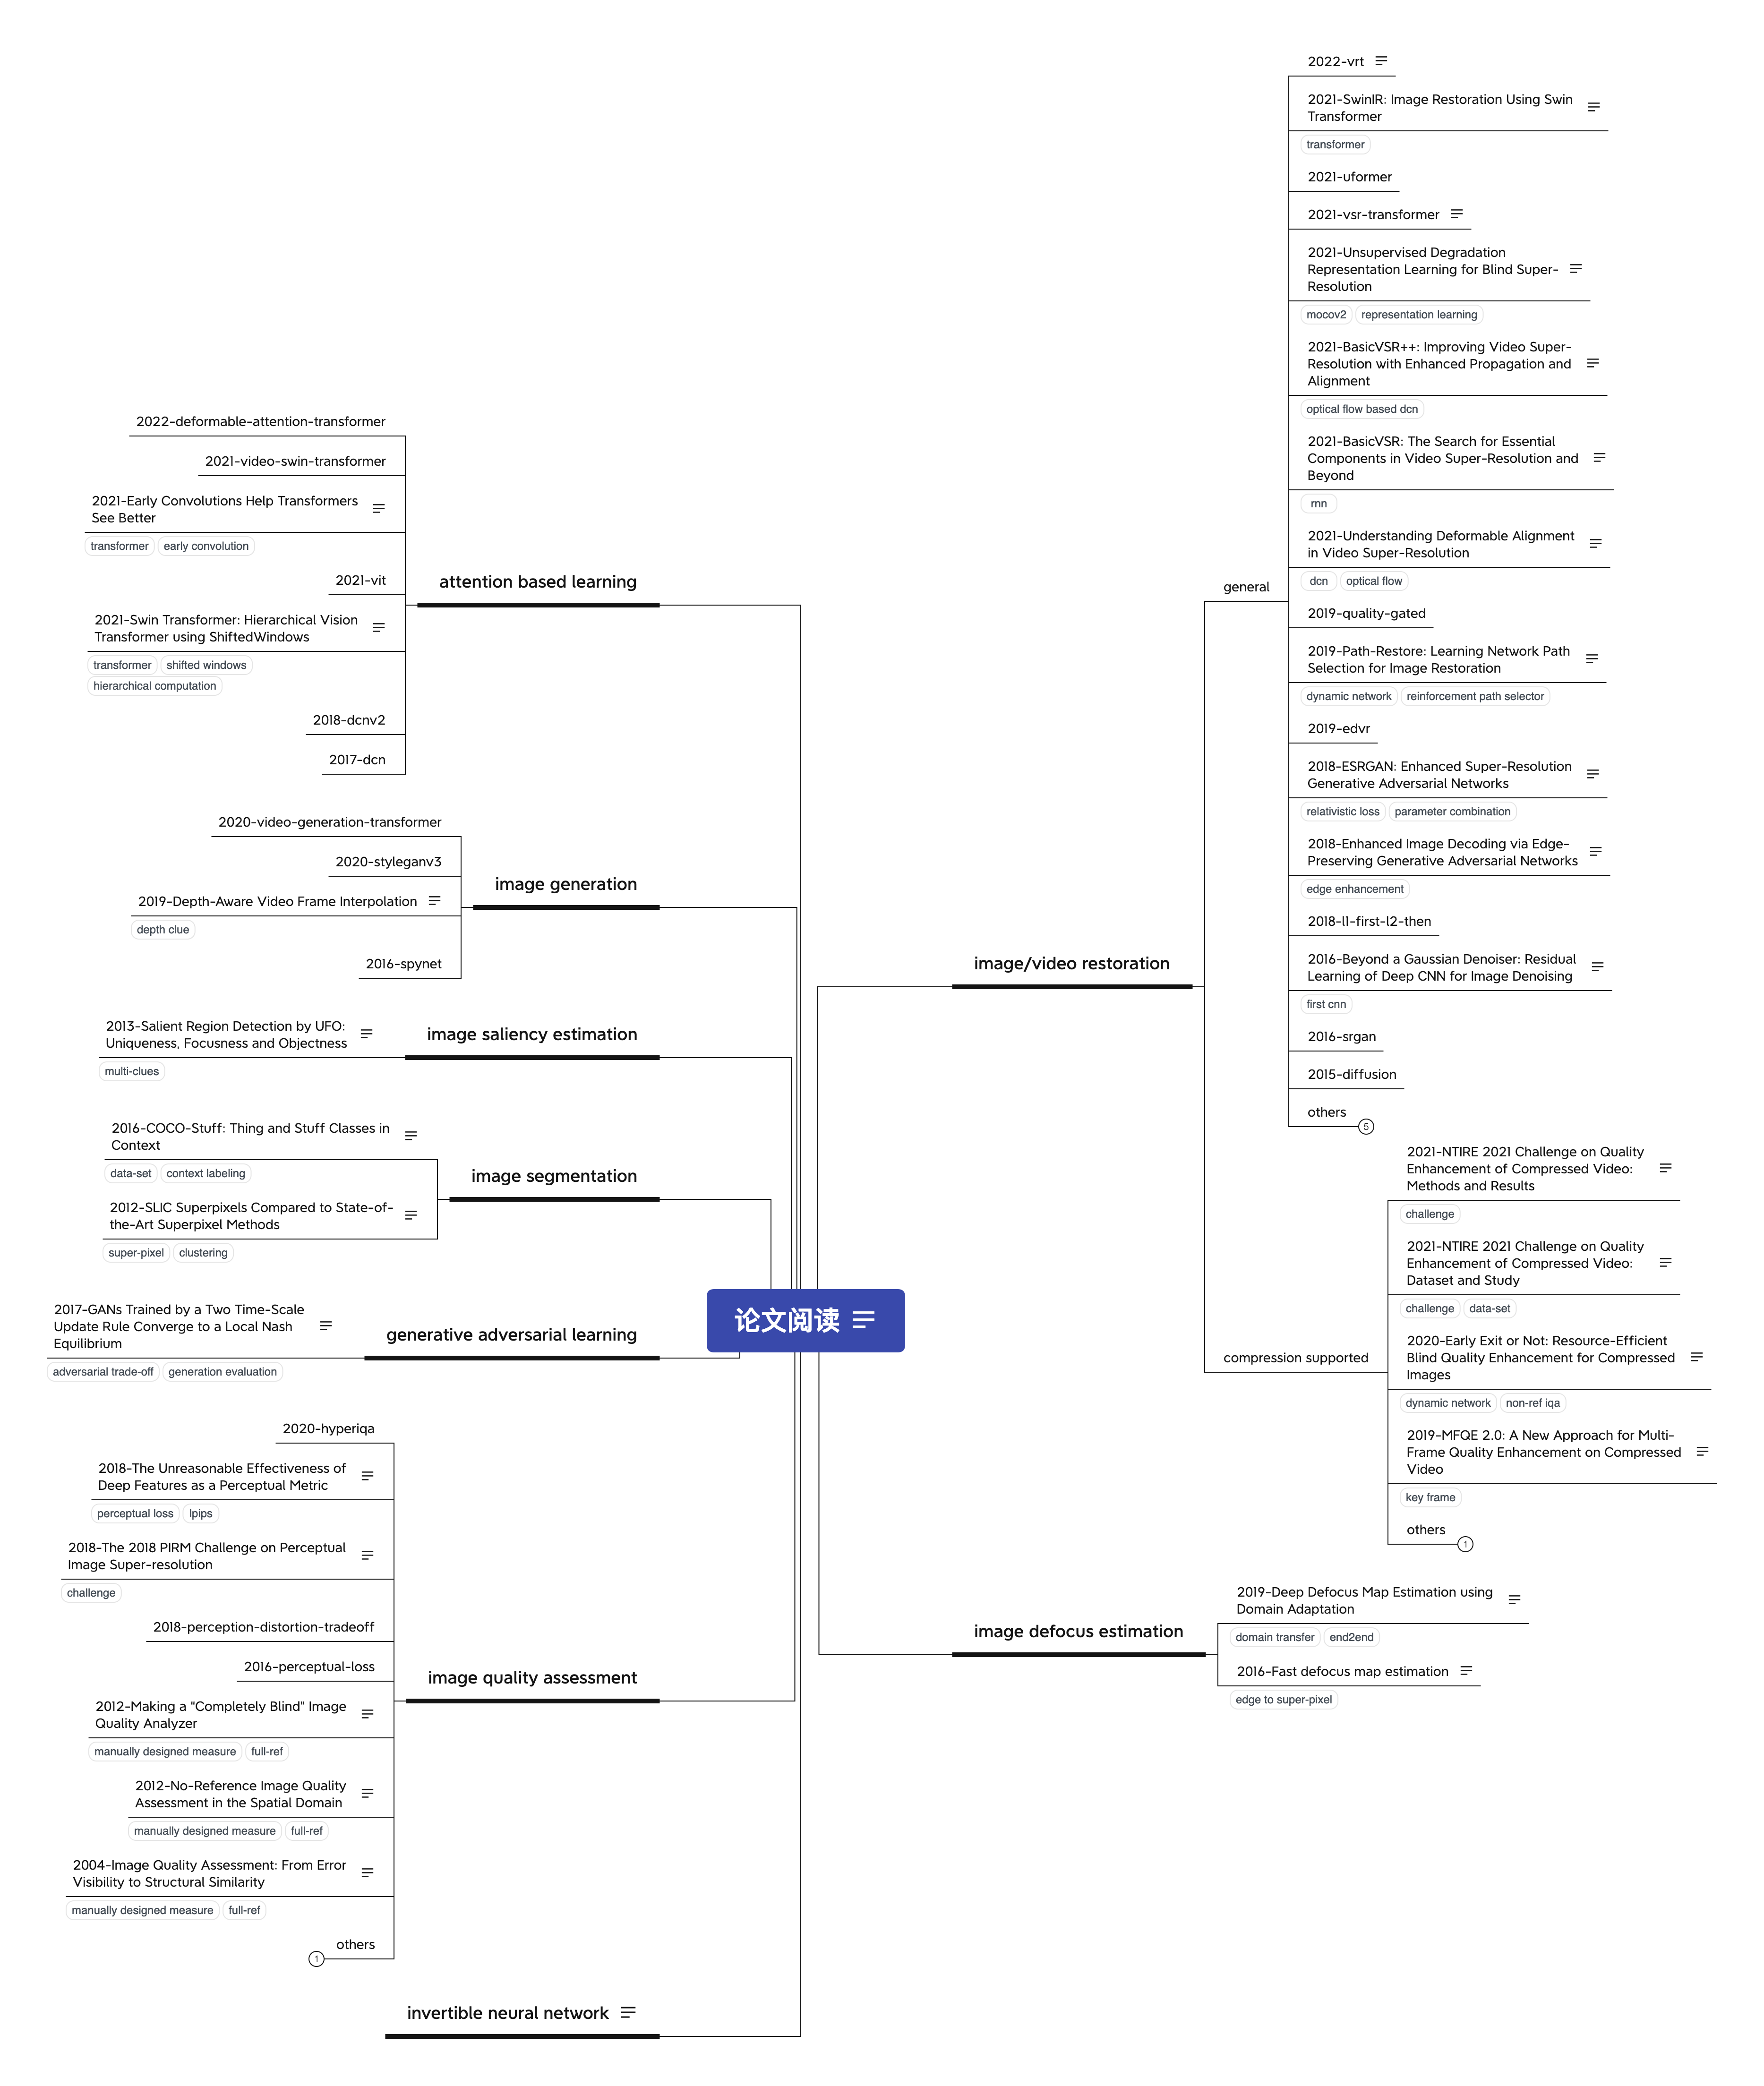 论文阅读
image/video restoration
general
2022-vrt
2021-SwinIR: Image Restoration Using Swin
Transformer
transformer
2021-uformer
2021-vsr-transformer
2021-Unsupervised Degradation
Representation Learning for Blind Super-
Resolution
mocov2 representation learning
2021-BasicVSR++: Improving Video Super-
Resolution with Enhanced Propagation and
Alignment
optical flow based dcn
2021-BasicVSR: The Search for Essential
Components in Video Super-Resolution and
Beyond
rnn
2021-Understanding Deformable Alignment
in Video Super-Resolution
dcn optical flow
2019-quality-gated
2019-Path-Restore: Learning Network Path
Selection for Image Restoration
dynamic network reinforcement path selector
2019-edvr
2018-ESRGAN: Enhanced Super-Resolution
Generative Adversarial Networks
relativistic loss parameter combination
2018-Enhanced Image Decoding via Edge-
Preserving Generative Adversarial Networks
edge enhancement
2018-l1-first-l2-then
2016-Beyond a Gaussian Denoiser: Residual
Learning of Deep CNN for Image Denoising
first cnn
2016-srgan
2015-diffusion
others
5
compression supported
2021-NTIRE 2021 Challenge on Quality
Enhancement of Compressed Video:
Methods and Results
challenge
2021-NTIRE 2021 Challenge on Quality
Enhancement of Compressed Video:
Dataset and Study
challenge data-set
2020-Early Exit or Not: Resource-Efficient
Blind Quality Enhancement for Compressed
Images
dynamic network non-ref iqa
2019-MFQE 2.0: A New Approach for Multi-
Frame Quality Enhancement on Compressed
Video
key frame
others
1
image defocus estimation
2019-Deep Defocus Map Estimation using
Domain Adaptation
domain transfer end2end
2016-Fast defocus map estimation
edge to super-pixel
attention based learning
2022-deformable-attention-transformer
2021-video-swin-transformer
2021-Early Convolutions Help Transformers
See Better
transformer early convolution
2021-vit
2021-Swin Transformer: Hierarchical Vision
Transformer using ShiftedWindows
transformer shifted windows
hierarchical computation
2018-dcnv2
2017-dcn
image generation
2020-video-generation-transformer
2020-styleganv3
2019-Depth-Aware Video Frame Interpolation
depth clue
2016-spynet
image saliency estimation
2013-Salient Region Detection by UFO:
Uniqueness, Focusness and Objectness
multi-clues
image segmentation
2016-COCO-Stuff: Thing and Stuff Classes in
Context
data-set context labeling
2012-SLIC Superpixels Compared to State-of-
the-Art Superpixel Methods
super-pixel clustering
generative adversarial learning
2017-GANs Trained by a Two Time-Scale
Update Rule Converge to a Local Nash
Equilibrium
adversarial trade-off generation evaluation
image quality assessment
2020-hyperiqa
2018-The Unreasonable Effectiveness of
Deep Features as a Perceptual Metric
perceptual loss lpips
2018-The 2018 PIRM Challenge on Perceptual
Image Super-resolution
challenge
2018-perception-distortion-tradeoff
2016-perceptual-loss
2012-Making a "Completely Blind" Image
Quality Analyzer
manually designed measure full-ref
2012-No-Reference Image Quality
Assessment in the Spatial Domain
manually designed measure full-ref
2004-Image Quality Assessment: From Error
Visibility to Structural Similarity
manually designed measure full-ref
others
1
invertible neural network